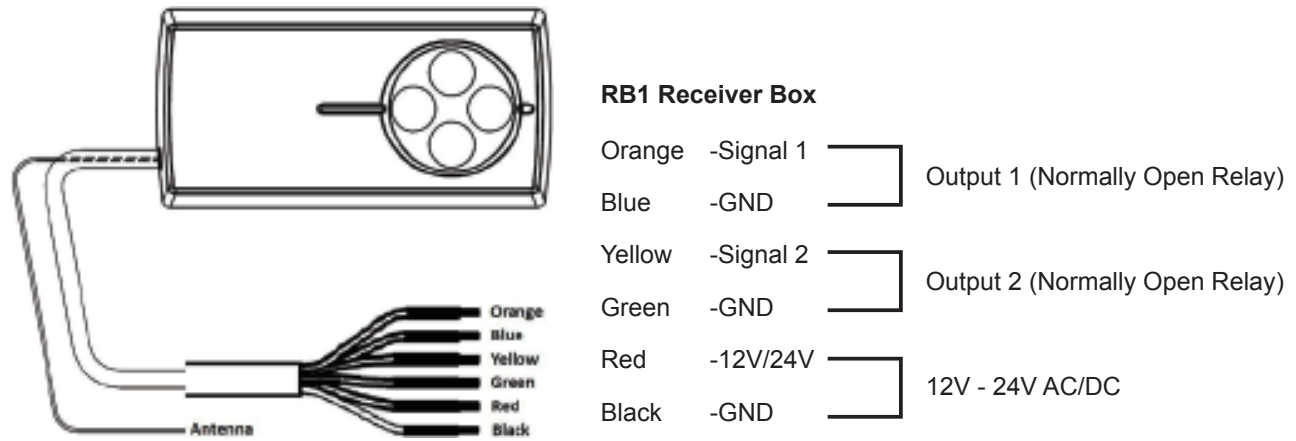 RB1 Receiver Box
Orange -Signal 1
Output 1 (Normally Open Relay)
Blue -GND
Yellow -Signal 2
Output 2 (Normally Open Relay)
Green -GND
Red -12V/24V
12V - 24V AC/DC
Black -GND
Orange
Blue
Yellow
Green
Red
Black
Antenna